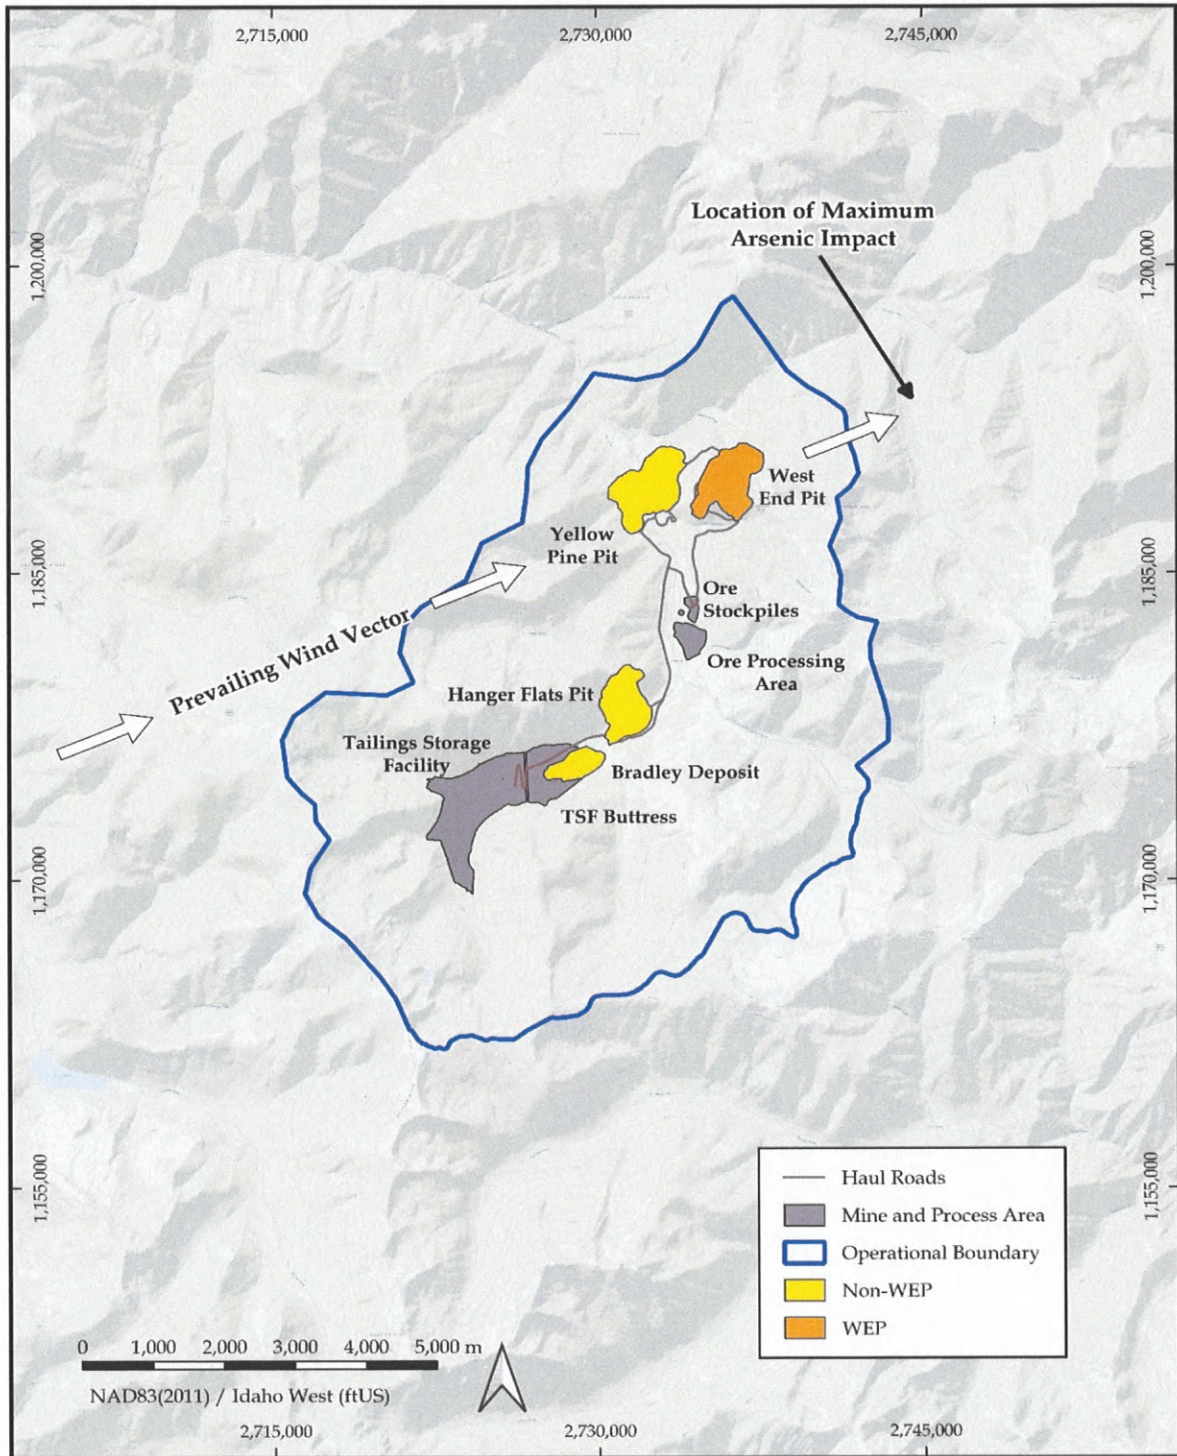 2,715,000
2,730,000
2,745,000
Location of Maximum
Arsenic Impact
1,200,000
1,200,000
West
End Pit
Yellow
Pine Pit
1,185,000
1,185,000
Ore
Stockpiles
Prevailing Wind Vector
Ore Processing
Area
Hanger Flats Pit
Tailings Storage
Facility
Bradley Deposit
TSF Buttress
1,170,000
1,170,000
1,155,000
1,155,000
Haul Roads
Mine and Process Area
Operational Boundary
Non-WEP
WEP
0 1,000 2,000 3,000 4,000 5,000 m
NAD83(2011) / Idaho West (ftUS)
2,715,000
2,730,000
2,745,000